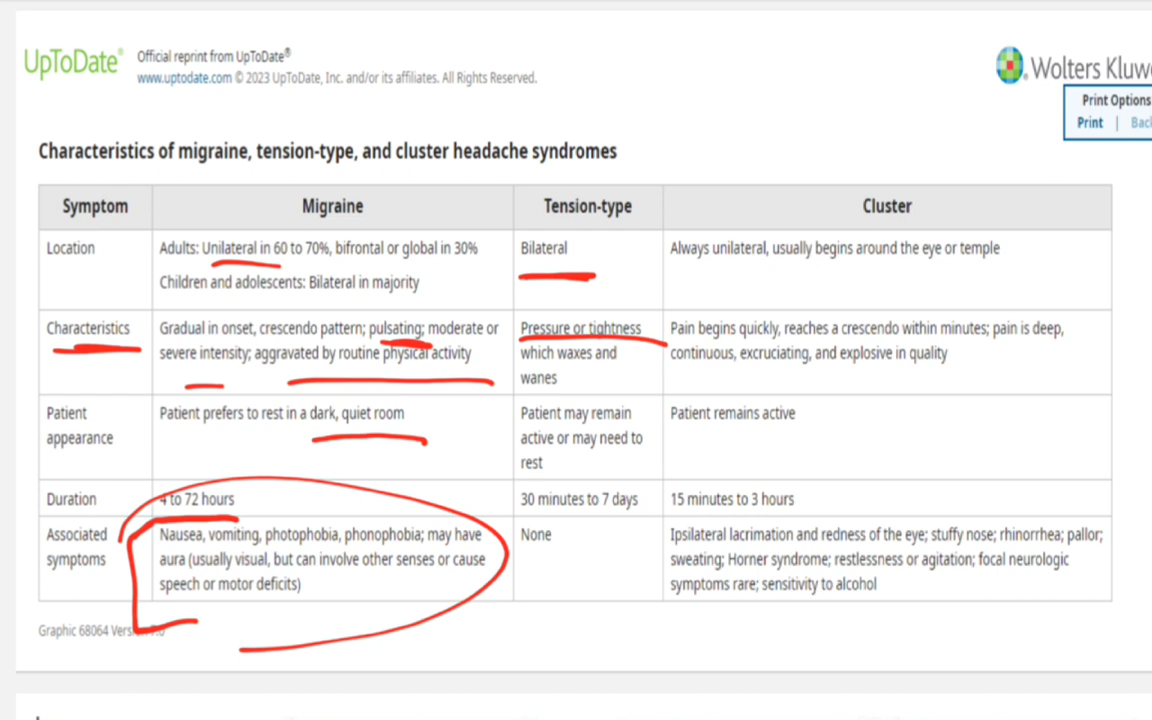 UpToDate®
Official reprint from UpToDate®
www.uptodate.com © 2023 UpToDate, Inc. and/or its affiliates. All Rights Reserved.
Wolters Kluwe
Print Options
Print | Back
Characteristics of migraine, tension-type, and cluster headache syndromes
Symptom Migraine Tension-type Cluster
Location
Adults: Unilateral in 60 to 70%, bifrontal or global in 30%
Children and adolescents: Bilateral in majority
Bilateral
Always unilateral, usually begins around the eye or temple
Characteristics
Gradual in onset, crescendo pattern; pulsating; moderate or
severe intensity; aggravated by routine physical activity
Pressure or tightness
which waxes and
wanes
Pain begins quickly, reaches a crescendo within minutes; pain is deep,
continuous, excruciating, and explosive in quality
Patient
appearance
Patient prefers to rest in a dark, quiet room
Patient may remain
active or may need to
rest
Patient remains active
Duration
4 to 72 hours
30 minutes to 7 days
15 minutes to 3 hours
Associated
symptoms
Nausea, vomiting, photophobia, phonophobia; may have
aura (usually visual, but can involve other senses or cause
speech or motor deficits)
None
Ipsilateral lacrimation and redness of the eye; stuffy nose; rhinorrhea; pallor;
sweating; Horner syndrome; restlessness or agitation; focal neurologic
symptoms rare; sensitivity to alcohol
Graphic 68064